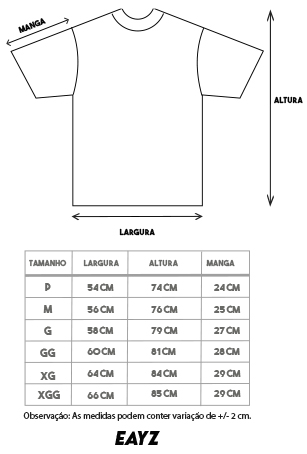 MANGA
ALTURA
LARGURA
TAMANHO LARGURA ALTURA MANGA
P 54 CM 74 CM 24 CM
M 56 CM 76 CM 25 CM
G 58 CM 79 CM 27 CM
GG 60 CM 81 CM 28 CM
XG 64 CM 84 CM 29 CM
XGG 66 CM 85 CM 29 CM
Observação: As medidas podem conter variação de +/- 2 cm.
EAYZ